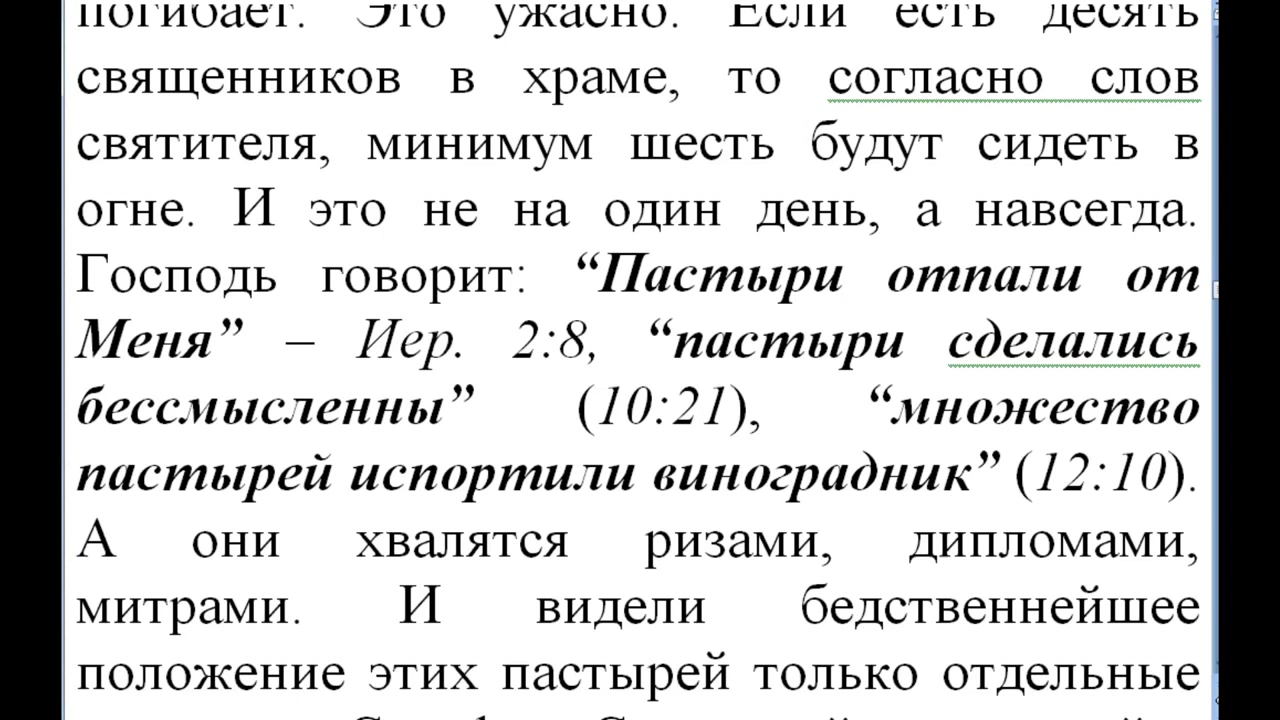 погибает. Это ужасно. Если есть десять
священников в храме, то согласно слов
святителя, минимум шесть будут сидеть в
огне. И это не на один день, а навсегда.
Господь говорит: “Пастыри отпали от
Меня” – Иер. 2:8, “пастыри сделались
бессмысленны” (10:21), “множество
пастырей испортили виноградник” (12:10).
А они хвалятся ризами, дипломами,
митрами. И видели бедственнейшее
положение этих пастырей только отдельные